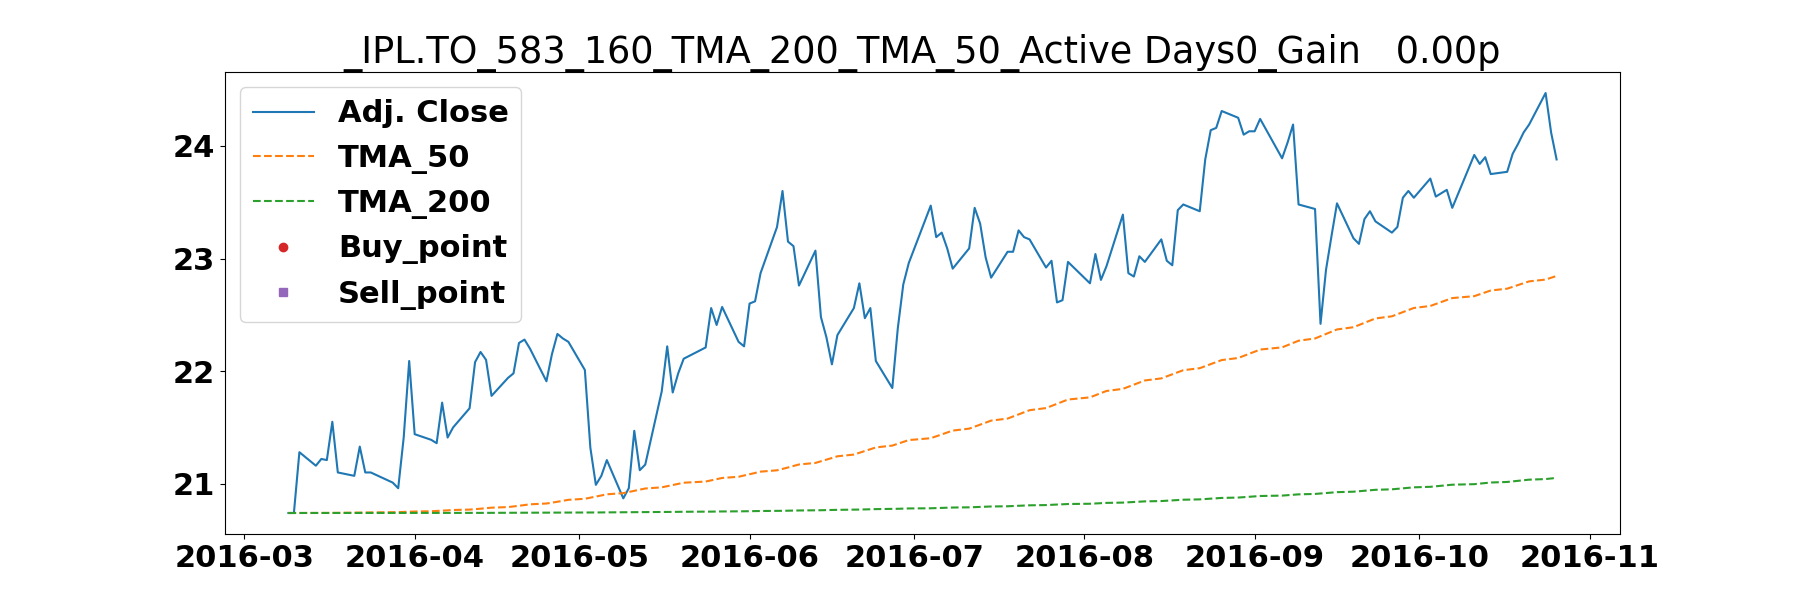 _IPL.TO_583_160_TMA_200_TMA_50_Active Days0_Gain   0.00p
Adj. Close
TMA_50
TMA_200
Buy_point
Sell_point
24
23
22
21
2016-03 2016-04 2016-05 2016-06 2016-07 2016-08 2016-09 2016-10 2016-11